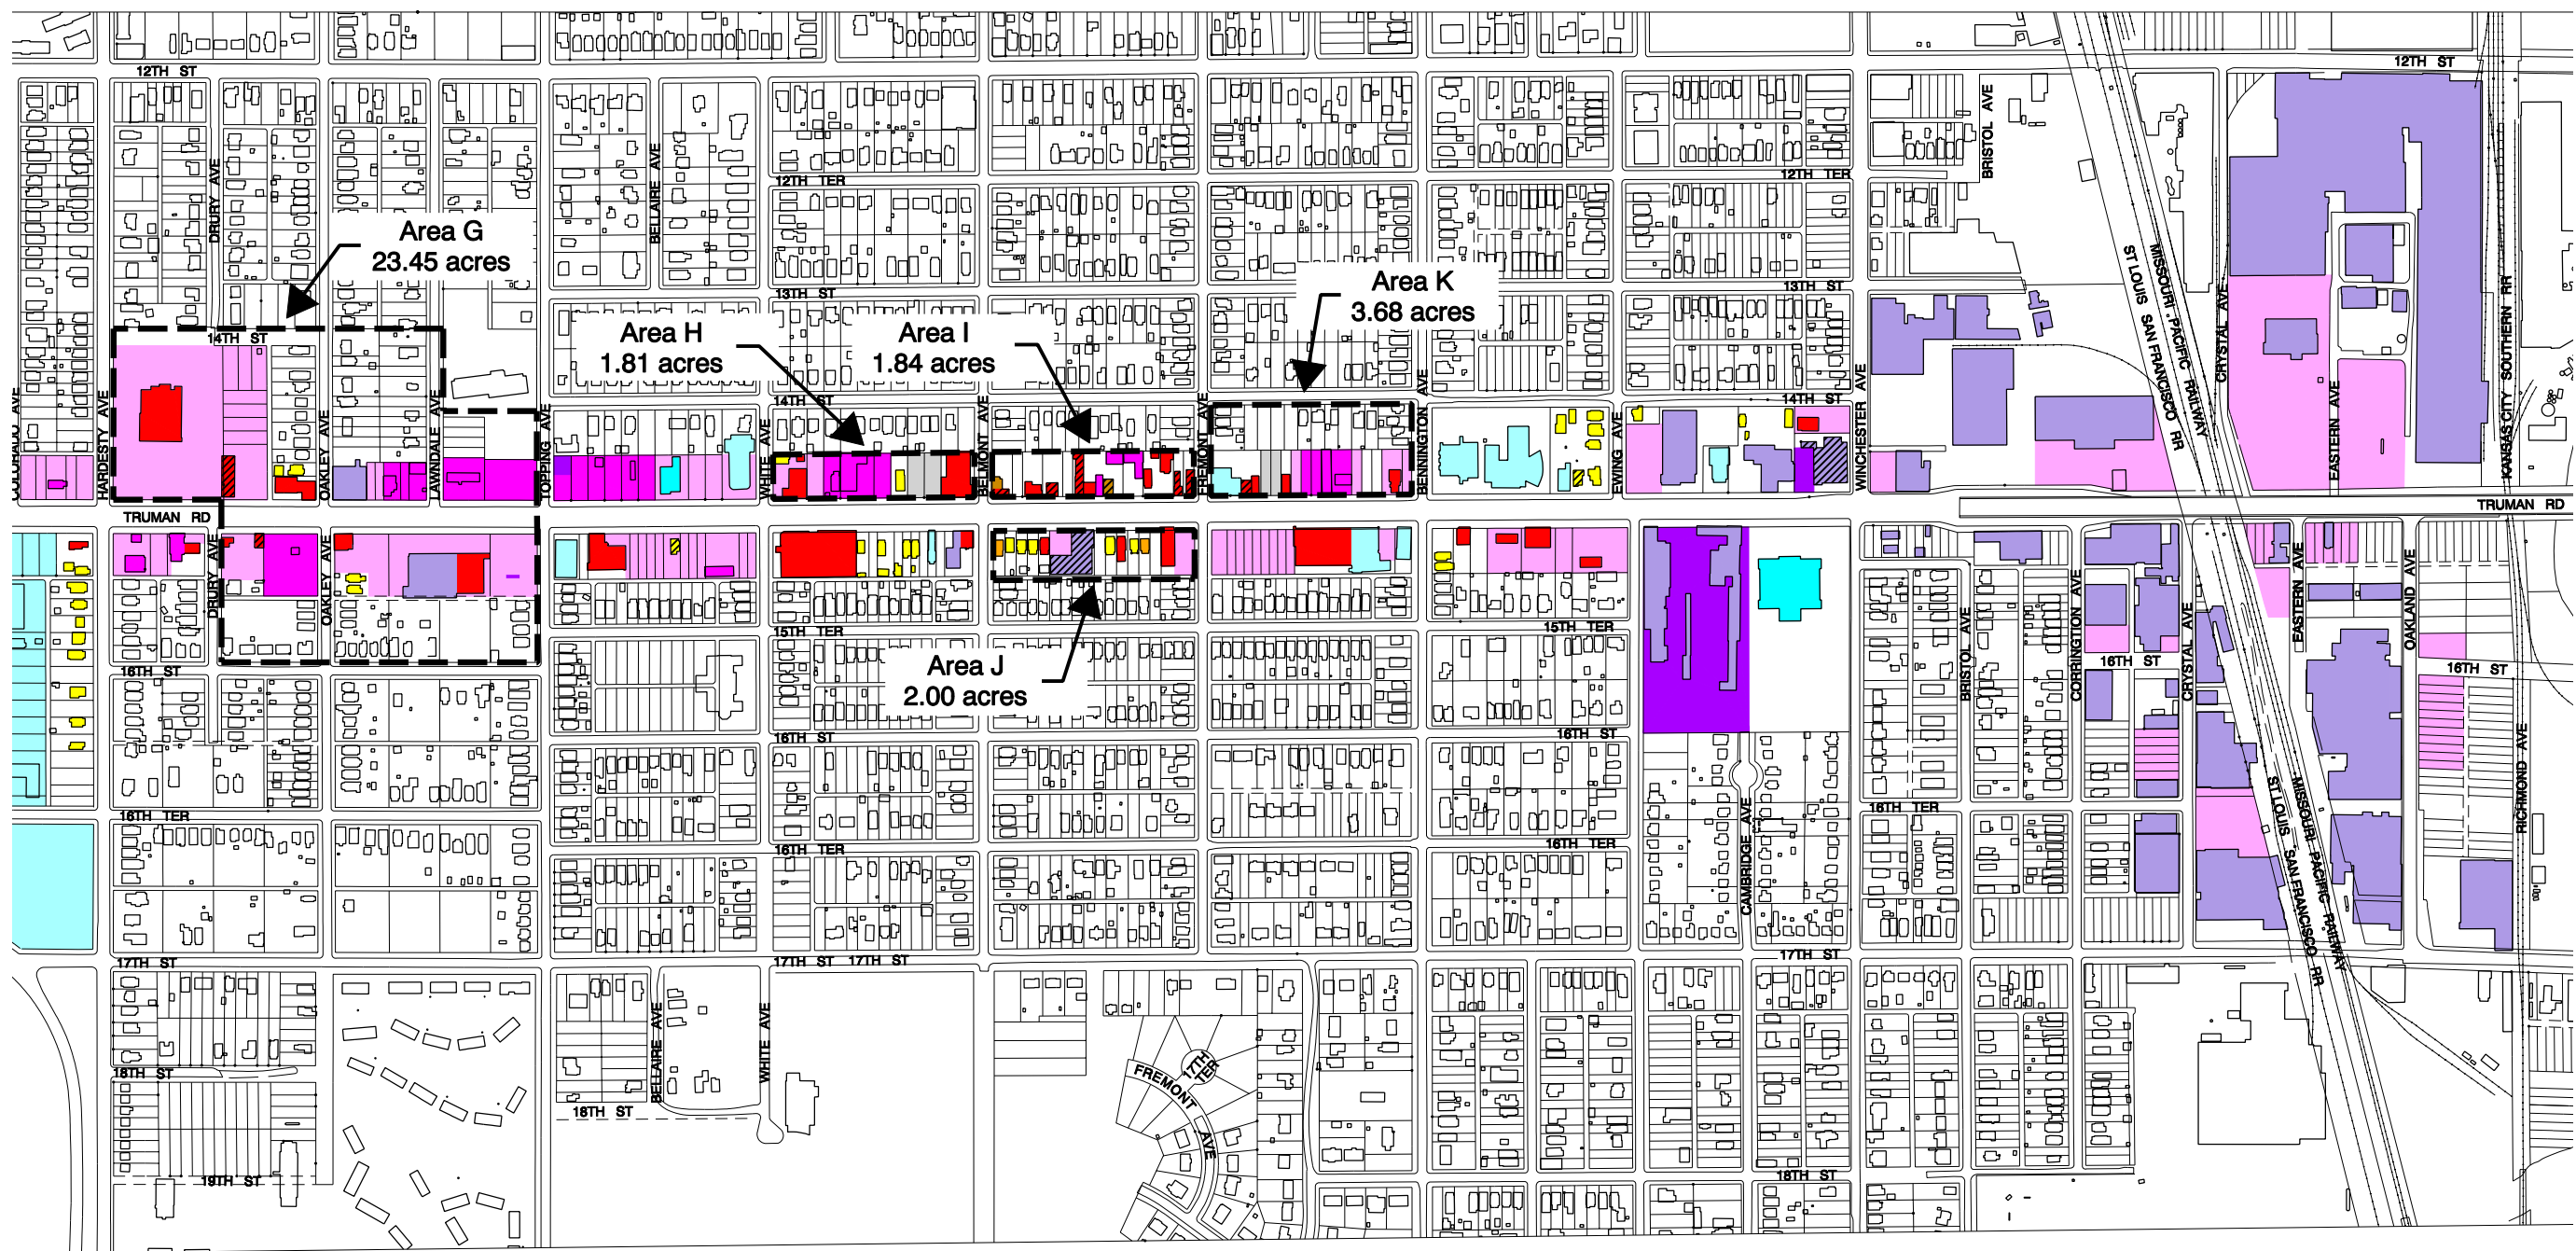 12TH ST
12TH ST
BRISTOL AVE
DRURY AVE
BELLAIRE AVE
12TH TER
12TH TER
Area G
23.45 acres
ST LOUIS SAN FRANCISCO RR
MISSOURI PACIFIC RAILWAY
CRYSTAL AVE
KANSAS CITY SOUTHERN RR
Area K
3.68 acres
13TH ST
13TH ST
Area H
1.81 acres
Area I
1.84 acres
14TH ST
14TH ST
14TH ST
COLORADO AVE
HARDESTY AVE
OAKLEY AVE
LAWNDALE AVE
TOPPING AVE
WHITE AVE
BELMONT AVE
FREMONT AVE
BENNINGTON AVE
EWING AVE
WINCHESTER AVE
EASTERN AVE
TRUMAN RD
TRUMAN RD
DRURY AVE
OAKLEY AVE
15TH TER
15TH TER
BRISTOL AVE
CORRINGTON AVE
CRYSTAL AVE
EASTERN AVE
OAKLAND AVE
16TH ST
16TH ST
16TH ST
Area J
2.00 acres
16TH ST
16TH ST
RICHMOND AVE
ST LOUIS SAN FRANCISCO RR
MISSOURI PACIFIC RAILWAY
CAMBRIDGE AVE
16TH TER
16TH TER
16TH TER
16TH TER
17TH ST
17TH ST 17TH ST
17TH ST
BELLAIRE AVE
WHITE AVE
17TH TER
FREMONT AVE
18TH ST
18TH ST
18TH ST
19TH ST